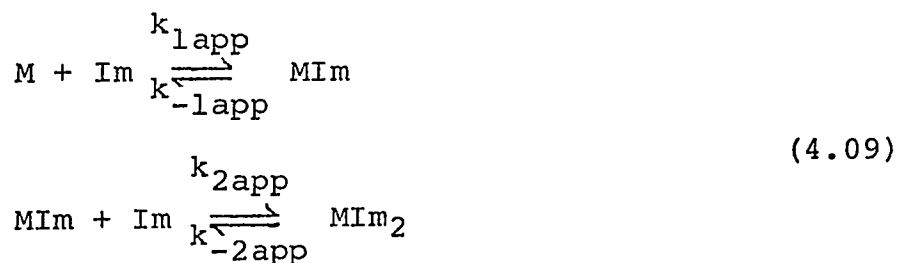 k1app
M + Im ⇌ MIm
k-1app
(4.09)
k2app
MIm + Im ⇌ MIm2
k-2app